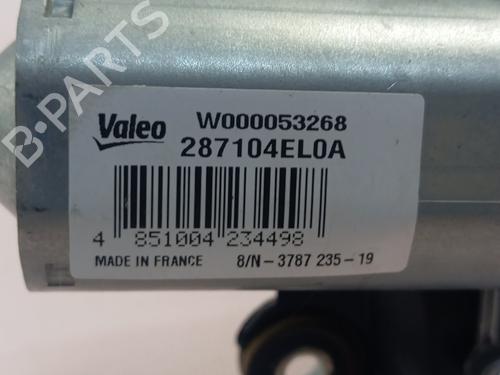 Valeo W000053268
287104EL0A
4 851004 234498
MADE IN FRANCE 8/N - 3787 235 - 19
B-PARTS